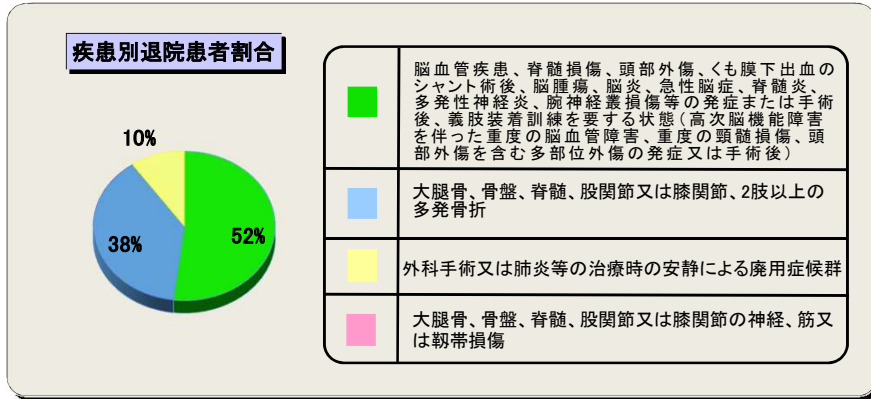 疾患別退院患者割合
10%
38%
52%
脳血管疾患、脊髄損傷、頭部外傷、くも膜下出血の
シャント術後、脳腫瘍、脳炎、急性脳症、脊髄炎、
多発性神経炎、腕神経叢損傷等の発症または手術
後、義肢装着訓練を要する状態(高次脳機能障害
を伴った重度の脳血管障害、重度の頸髄損傷、頭
部外傷を含む多部位外傷の発症又は手術後)
大腿骨、骨盤、脊髄、股関節又は膝関節、2肢以上の
多発骨折
外科手術又は肺炎等の治療時の安静による廃用症候群
大腿骨、骨盤、脊髄、股関節又は膝関節の神経、筋又
は靱帯損傷